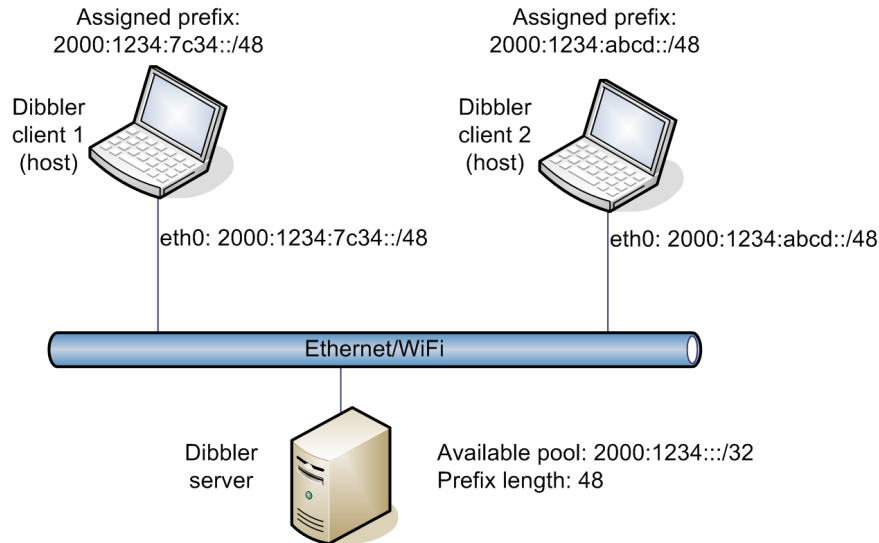 Assigned prefix:
2000:1234:7c34::/48
Assigned prefix:
2000:1234:abcd::/48
Dibbler
client 1
(host)
Dibbler
client 2
(host)
eth0: 2000:1234:7c34::/48
eth0: 2000:1234:abcd::/48
Ethernet/WiFi
Dibbler
server
Available pool: 2000:1234:::/32
Prefix length: 48